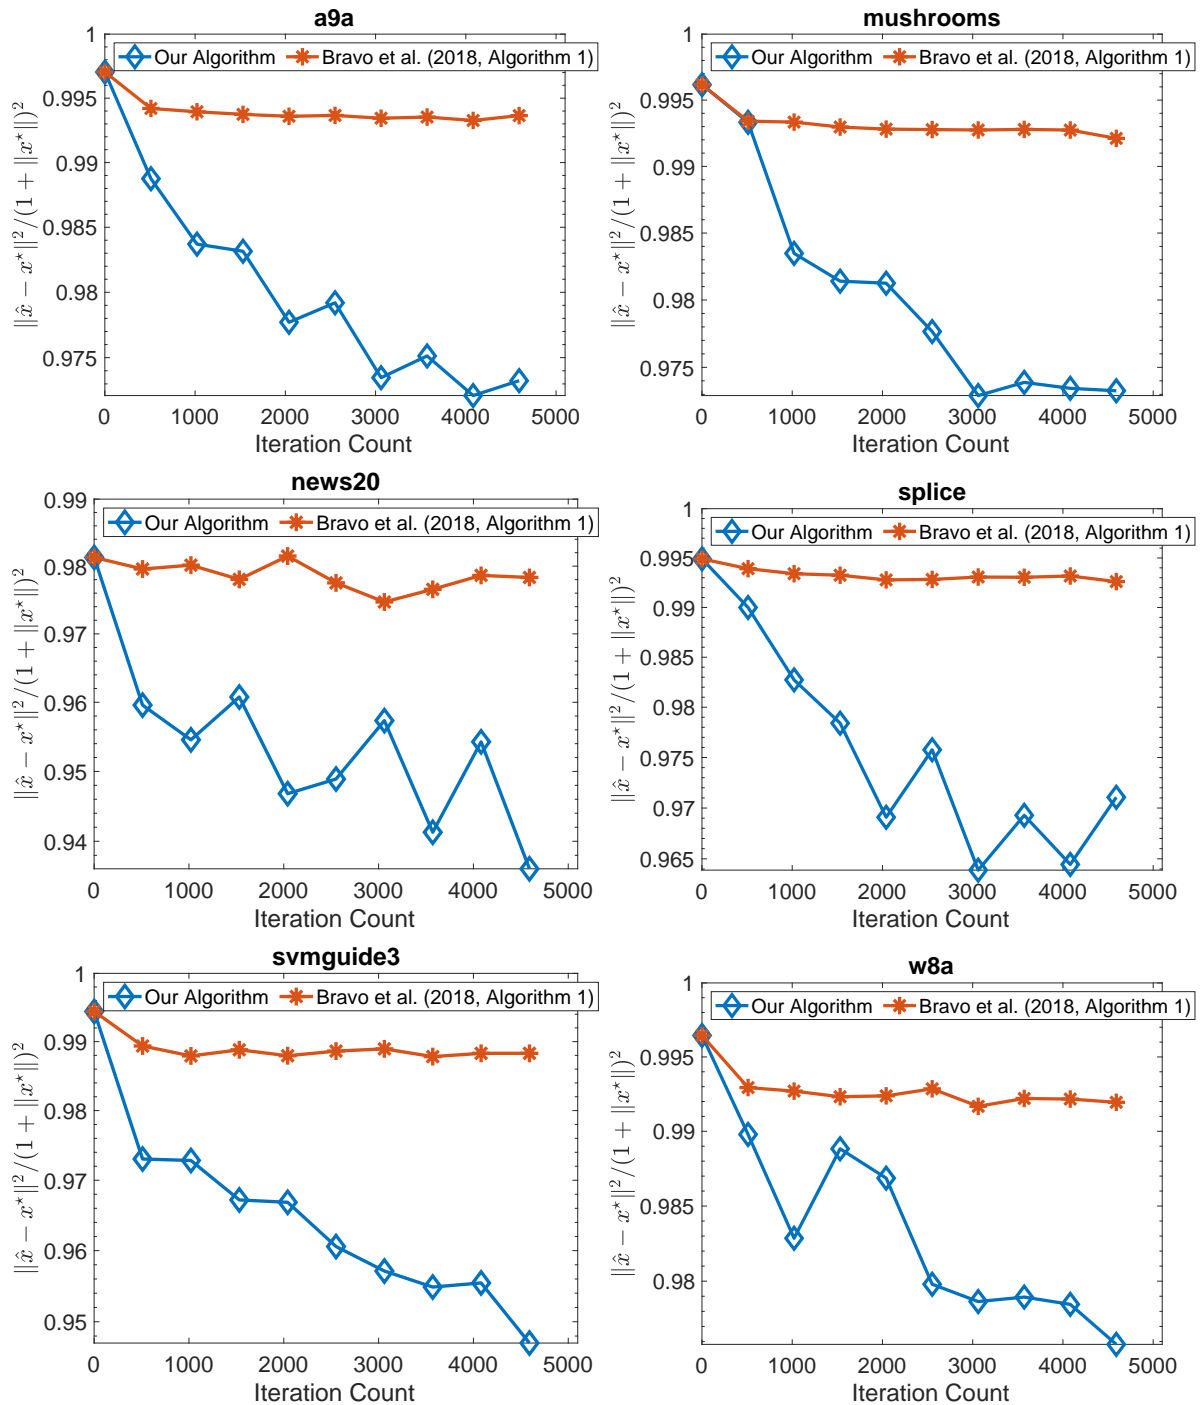 a9a
Our Algorithm Bravo et al. (2018, Algorithm 1)
1
0.995
0.99
0.985
0.98
0.975
‖x̂ − x⋆‖²/(1 + ‖x⋆‖)²
0 1000 2000 3000 4000 5000
Iteration Count
mushrooms
Our Algorithm Bravo et al. (2018, Algorithm 1)
1
0.995
0.99
0.985
0.98
0.975
‖x̂ − x⋆‖²/(1 + ‖x⋆‖)²
0 1000 2000 3000 4000 5000
Iteration Count
news20
Our Algorithm Bravo et al. (2018, Algorithm 1)
0.99
0.98
0.97
0.96
0.95
0.94
‖x̂ − x⋆‖²/(1 + ‖x⋆‖)²
0 1000 2000 3000 4000 5000
Iteration Count
splice
Our Algorithm Bravo et al. (2018, Algorithm 1)
1
0.995
0.99
0.985
0.98
0.975
0.97
0.965
‖x̂ − x⋆‖²/(1 + ‖x⋆‖)²
0 1000 2000 3000 4000 5000
Iteration Count
svmguide3
Our Algorithm Bravo et al. (2018, Algorithm 1)
1
0.99
0.98
0.97
0.96
0.95
‖x̂ − x⋆‖²/(1 + ‖x⋆‖)²
0 1000 2000 3000 4000 5000
Iteration Count
w8a
Our Algorithm Bravo et al. (2018, Algorithm 1)
1
0.995
0.99
0.985
0.98
‖x̂ − x⋆‖²/(1 + ‖x⋆‖)²
0 1000 2000 3000 4000 5000
Iteration Count